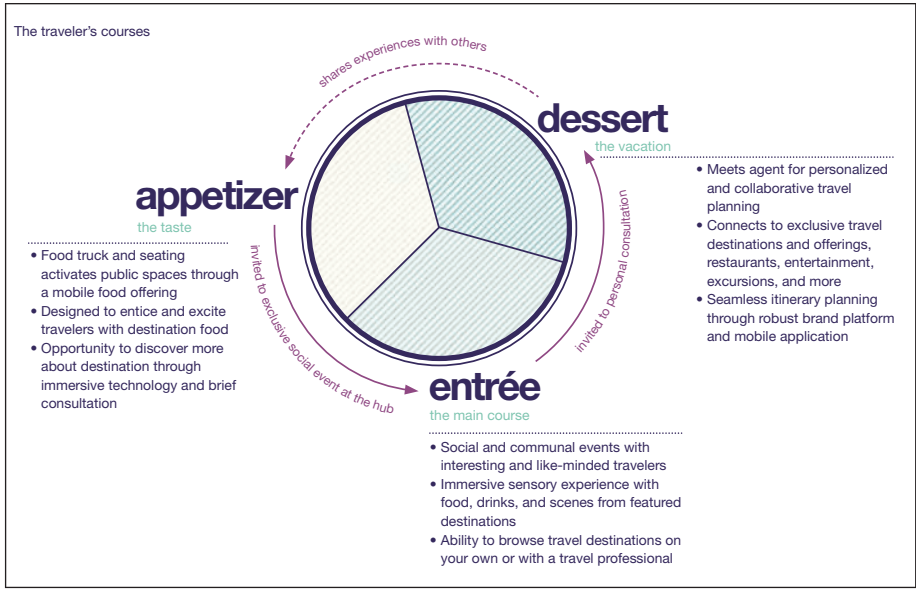 The traveler's courses
shares experiences with others
dessert
the vacation
• Meets agent for personalized
and collaborative travel
planning
• Connects to exclusive travel
destinations and offerings,
restaurants, entertainment,
excursions, and more
• Seamless itinerary planning
through robust brand platform
and mobile application
appetizer
the taste
• Food truck and seating
activates public spaces through
a mobile food offering
• Designed to entice and excite
travelers with destination food
• Opportunity to discover more
about destination through
immersive technology and brief
consultation
invited to exclusive social event at the hub
invited to personal consultation
entrée
the main course
• Social and communal events with
interesting and like-minded travelers
• Immersive sensory experience with
food, drinks, and scenes from featured
destinations
• Ability to browse travel destinations on
your own or with a travel professional